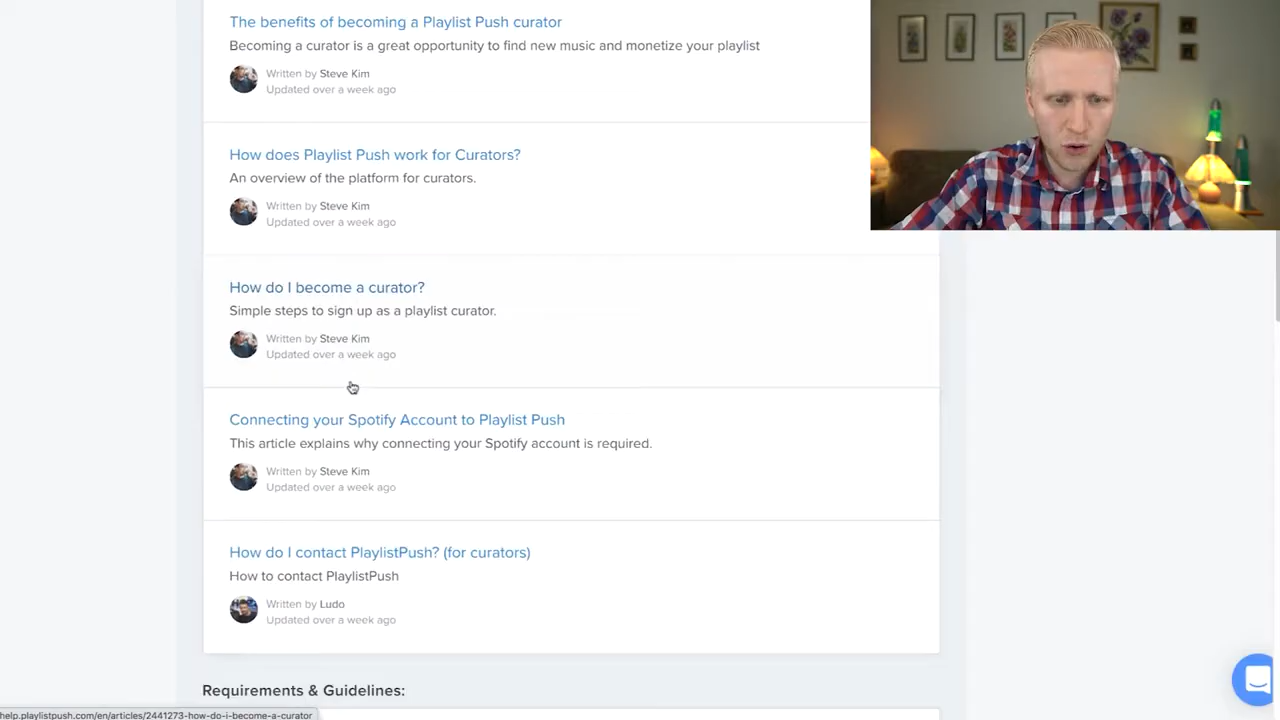 The benefits of becoming a Playlist Push curator
Becoming a curator is a great opportunity to find new music and monetize your playlist
Written by Steve Kim
Updated over a week ago
How does Playlist Push work for Curators?
An overview of the platform for curators.
Written by Steve Kim
Updated over a week ago
How do I become a curator?
Simple steps to sign up as a playlist curator.
Written by Steve Kim
Updated over a week ago
Connecting your Spotify Account to Playlist Push
This article explains why connecting your Spotify account is required.
Written by Steve Kim
Updated over a week ago
How do I contact PlaylistPush? (for curators)
How to contact PlaylistPush
Written by Ludo
Updated over a week ago
Requirements & Guidelines:
help.playlistpush.com/en/articles/2441273-how-do-i-become-a-curator